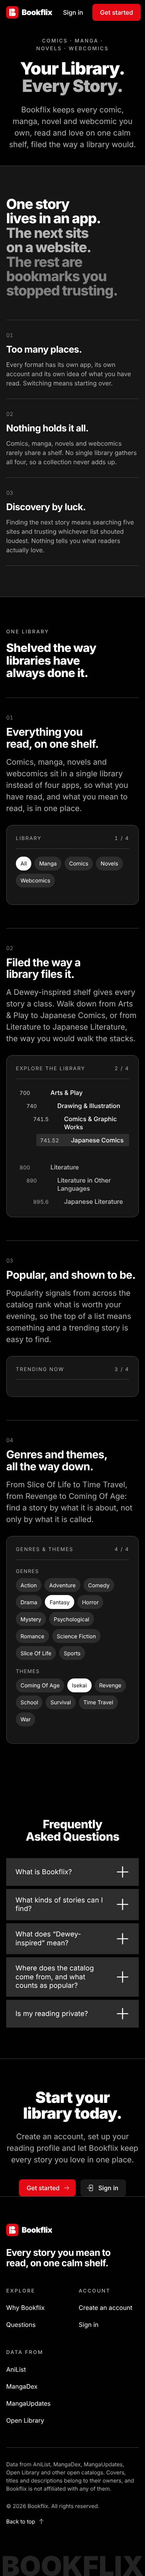 Bookflix
Sign in
Get started
COMICS · MANGA ·
NOVELS · WEBCOMICS
Your Library.
Every Story.
Bookflix keeps every comic,
manga, novel and webcomic you
own, read and love on one calm
shelf, filed the way a library would.
One story
lives in an app.
The next sits
on a website.
The rest are
bookmarks you
stopped trusting.
01
Too many places.
Every format has its own app, its own
account and its own idea of what you have
read. Switching means starting over.
02
Nothing holds it all.
Comics, manga, novels and webcomics
rarely share a shelf. No single library gathers
all four, so a collection never adds up.
03
Discovery by luck.
Finding the next story means searching five
sites and trusting whichever list shouted
loudest. Nothing tells you what readers
actually love.
ONE LIBRARY
Shelved the way
libraries have
always done it.
01
Everything you
read, on one shelf.
Comics, manga, novels and
webcomics sit in a single library
instead of four apps, so what you
have read, and what you mean to
read, is in one place.
LIBRARY
1 / 4
All
Manga
Comics
Novels
Webcomics
02
Filed the way a
library files it.
A Dewey-inspired shelf gives every
story a class. Walk down from Arts
& Play to Japanese Comics, or from
Literature to Japanese Literature,
the way you would walk the stacks.
EXPLORE THE LIBRARY
2 / 4
700 Arts & Play
740 Drawing & Illustration
741.5 Comics & Graphic
Works
741.52 Japanese Comics
800 Literature
890 Literature in Other
Languages
895.6 Japanese Literature
03
Popular, and shown to be.
Popularity signals from across the
catalog rank what is worth your
evening, so the top of a list means
something and a trending story is
easy to find.
TRENDING NOW
3 / 4
04
Genres and themes,
all the way down.
From Slice Of Life to Time Travel,
from Romance to Gender Space:
find a story by what it is about, not
only by what it is called.
GENRES & THEMES
4 / 4
GENRES
Action
Adventure
Comedy
Drama
Fantasy
Horror
Mystery
Psychological
Romance
Science Fiction
Slice Of Life
Sports
THEMES
Coming Of Age
Isekai
Revenge
School
Survival
Time Travel
War
Frequently
Asked Questions
What is Bookflix?
What kinds of stories can I
find?
What does “Dewey-
inspired” mean?
Where does the catalog
come from, and what
counts as popular?
Is my reading private?
Start your
library today.
Create an account, set up your
reading profile and let Bookflix keep
every story you love in one place.
Get started →
Sign in
Bookflix
Every story you mean to
read, on one calm shelf.
EXPLORE
ACCOUNT
Why Bookflix
Create an account
Questions
Sign in
DATA FROM
AniList
MangaDex
MangaUpdates
Open Library
Data from AniList, MangaDex, MangaUpdates,
Open Library and other open catalogs. Covers,
titles and descriptions belong to their owners, and
Bookflix is not affiliated with any of them.
© 2026 Bookflix. All rights reserved.
Back to top ↑
BOOKFLIX